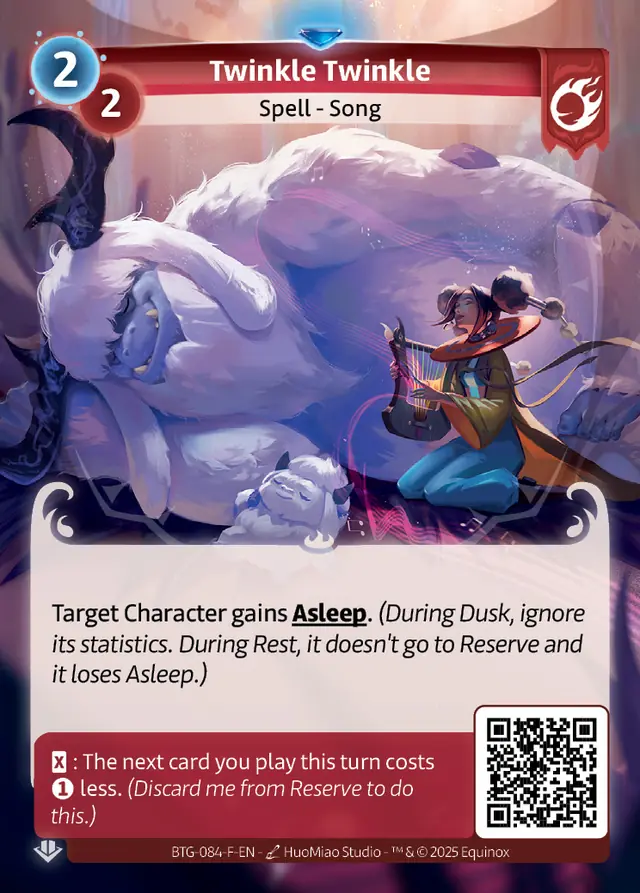 2
2
Twinkle Twinkle
Spell - Song
Target Character gains Asleep. (During Dusk, ignore
its statistics. During Rest, it doesn't go to Reserve and
it loses Asleep.)
X : The next card you play this turn costs
1 less. (Discard me from Reserve to do
this.)
BTG-084-F-EN - HuoMiao Studio - ™ & © 2025 Equinox